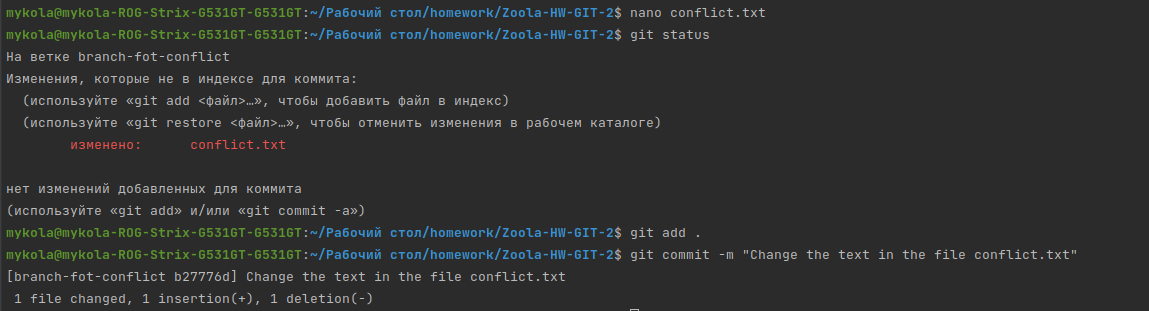 mykola@mykola-ROG-Strix-G531GT-G531GT:~/Рабочий стол/homework/Zoola-HW-GIT-2$ nano conflict.txt
mykola@mykola-ROG-Strix-G531GT-G531GT:~/Рабочий стол/homework/Zoola-HW-GIT-2$ git status
На ветке branch-fot-conflict
Изменения, которые не в индексе для коммита:
  (используйте «git add <файл>…», чтобы добавить файл в индекс)
  (используйте «git restore <файл>…», чтобы отменить изменения в рабочем каталоге)
        изменено:      conflict.txt
нет изменений добавленных для коммита
(используйте «git add» и/или «git commit -a»)
mykola@mykola-ROG-Strix-G531GT-G531GT:~/Рабочий стол/homework/Zoola-HW-GIT-2$ git add .
mykola@mykola-ROG-Strix-G531GT-G531GT:~/Рабочий стол/homework/Zoola-HW-GIT-2$ git commit -m "Change the text in the file conflict.txt"
[branch-fot-conflict b27776d] Change the text in the file conflict.txt
 1 file changed, 1 insertion(+), 1 deletion(-)